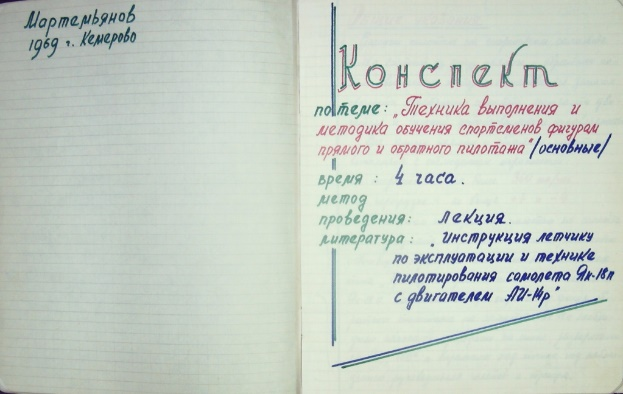 Мартемьянов
1969 г. Кемерово
Конспект
по теме: „Техника выполнения и
методика обучения спортсменов фигурам
прямого и обратного пилотажа" /основные/
время: 4 часа.
метод
проведения: лекция.
литература: „Инструкция летчику
по эксплуатации и технике
пилотирования самолета Як-18п
с двигателем АИ-14р"